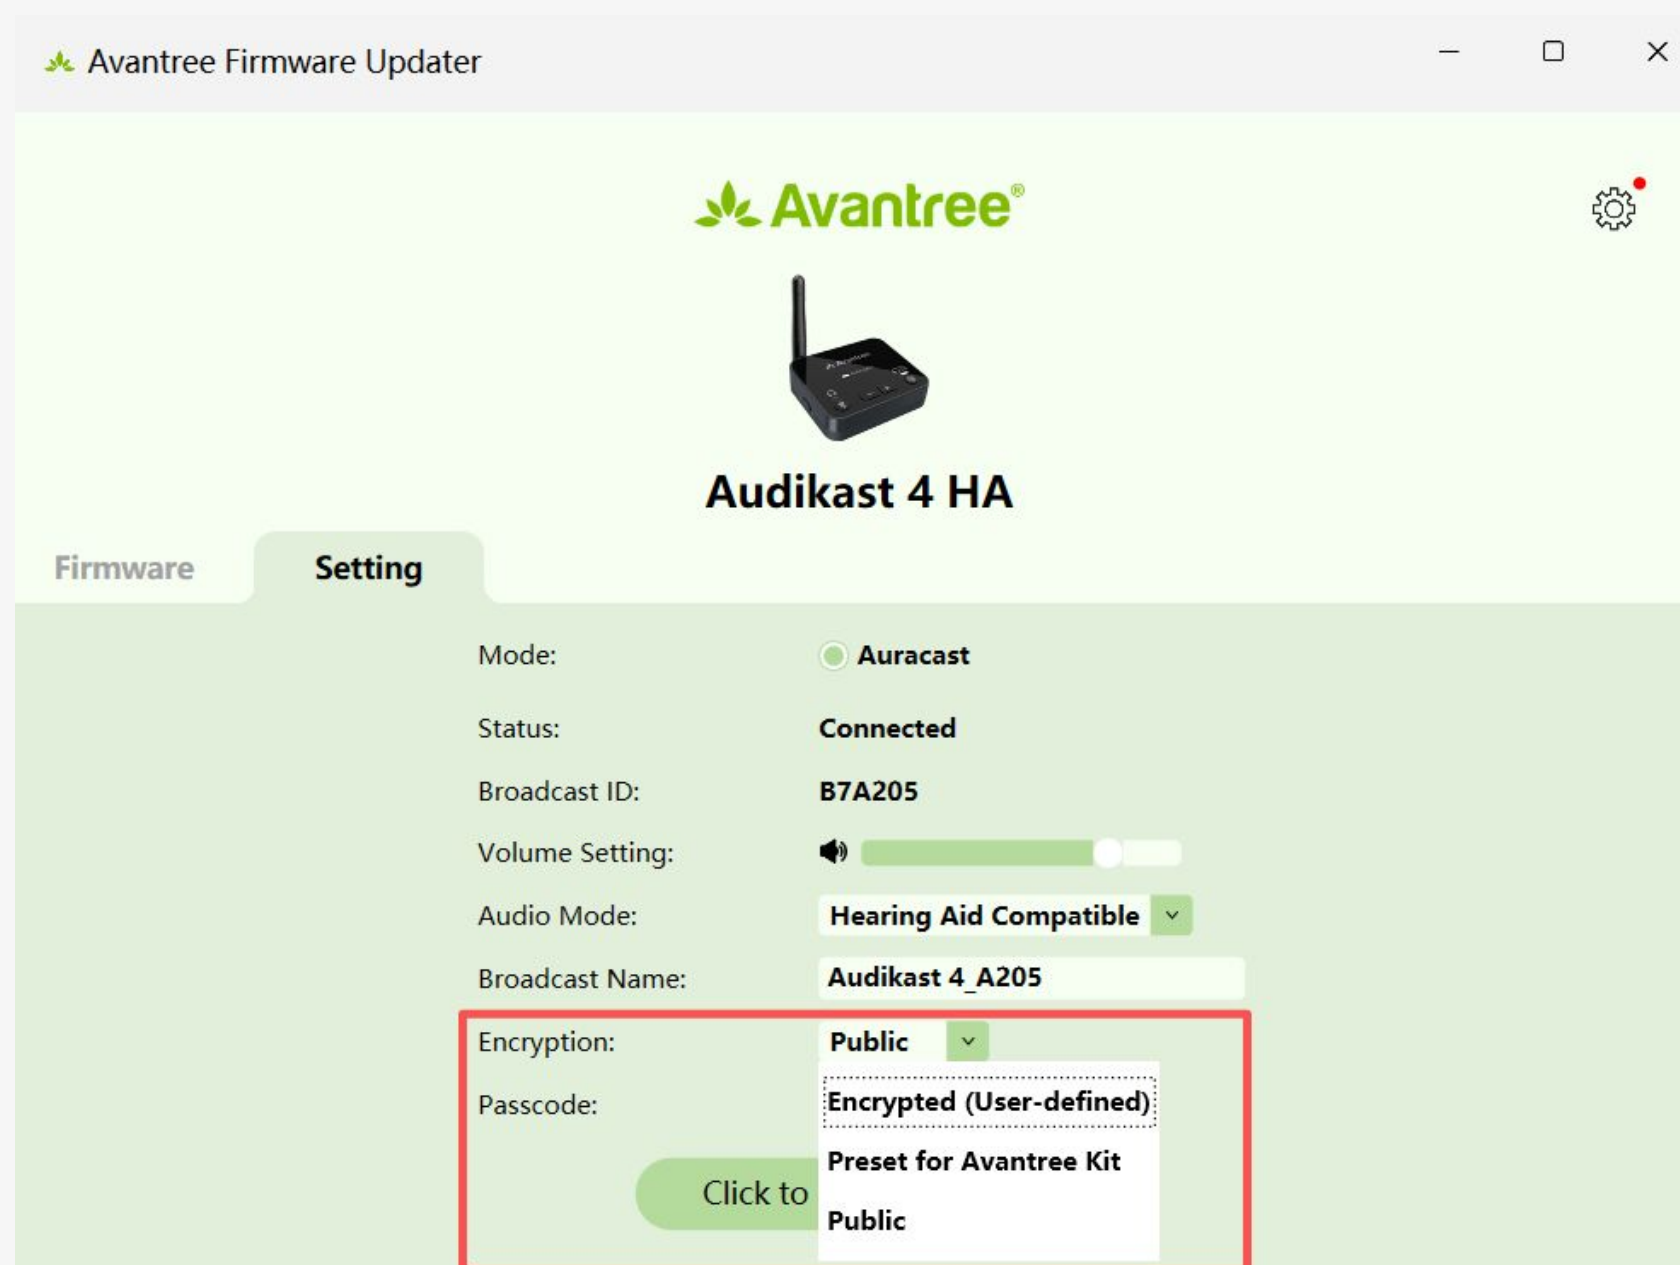 Avantree Firmware Updater
Avantree®
Audikast 4 HA
Firmware Setting
Mode: Auracast
Status: Connected
Broadcast ID: B7A205
Volume Setting:
Audio Mode: Hearing Aid Compatible
Broadcast Name: Audikast 4_A205
Encryption: Public
Passcode: Encrypted (User-defined)
Preset for Avantree Kit
Click to
Public